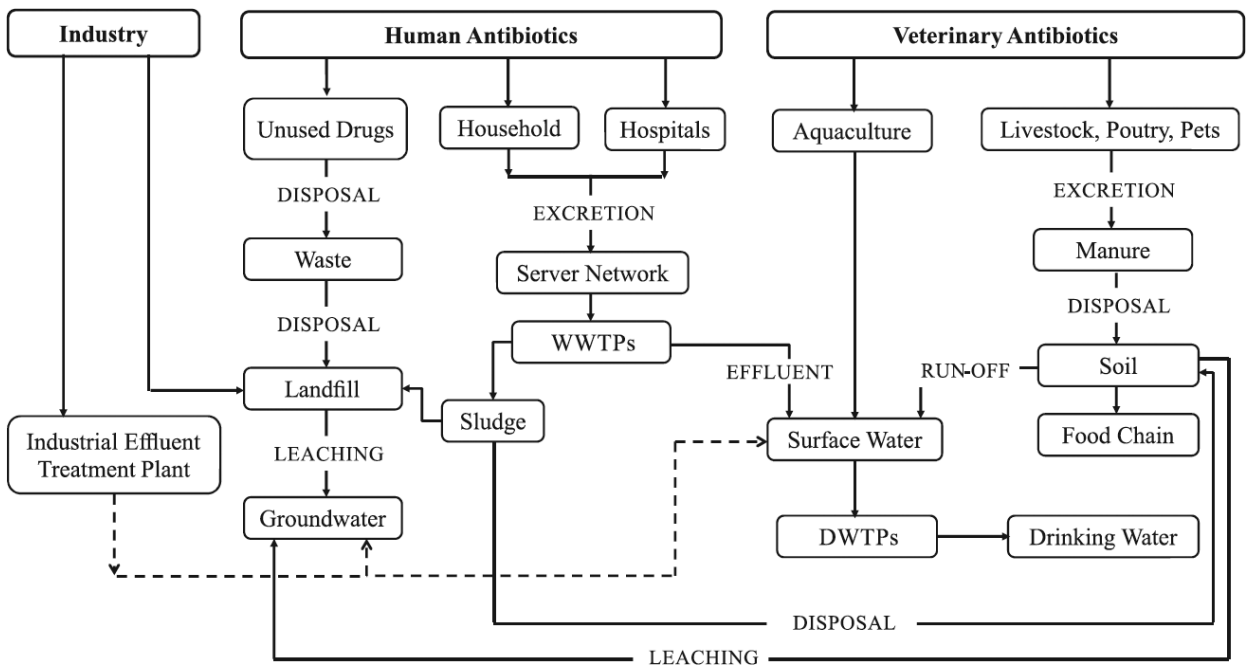 Industry
Human Antibiotics
Veterinary Antibiotics
Unused Drugs
Household
Hospitals
Aquaculture
Livestock, Poutry, Pets
DISPOSAL
EXCRETION
EXCRETION
Waste
Server Network
Manure
DISPOSAL
WWTPs
DISPOSAL
Landfill
EFFLUENT
RUN-OFF
Soil
Sludge
Industrial Effluent
Treatment Plant
Surface Water
Food Chain
LEACHING
Groundwater
DWTPs
Drinking Water
DISPOSAL
LEACHING